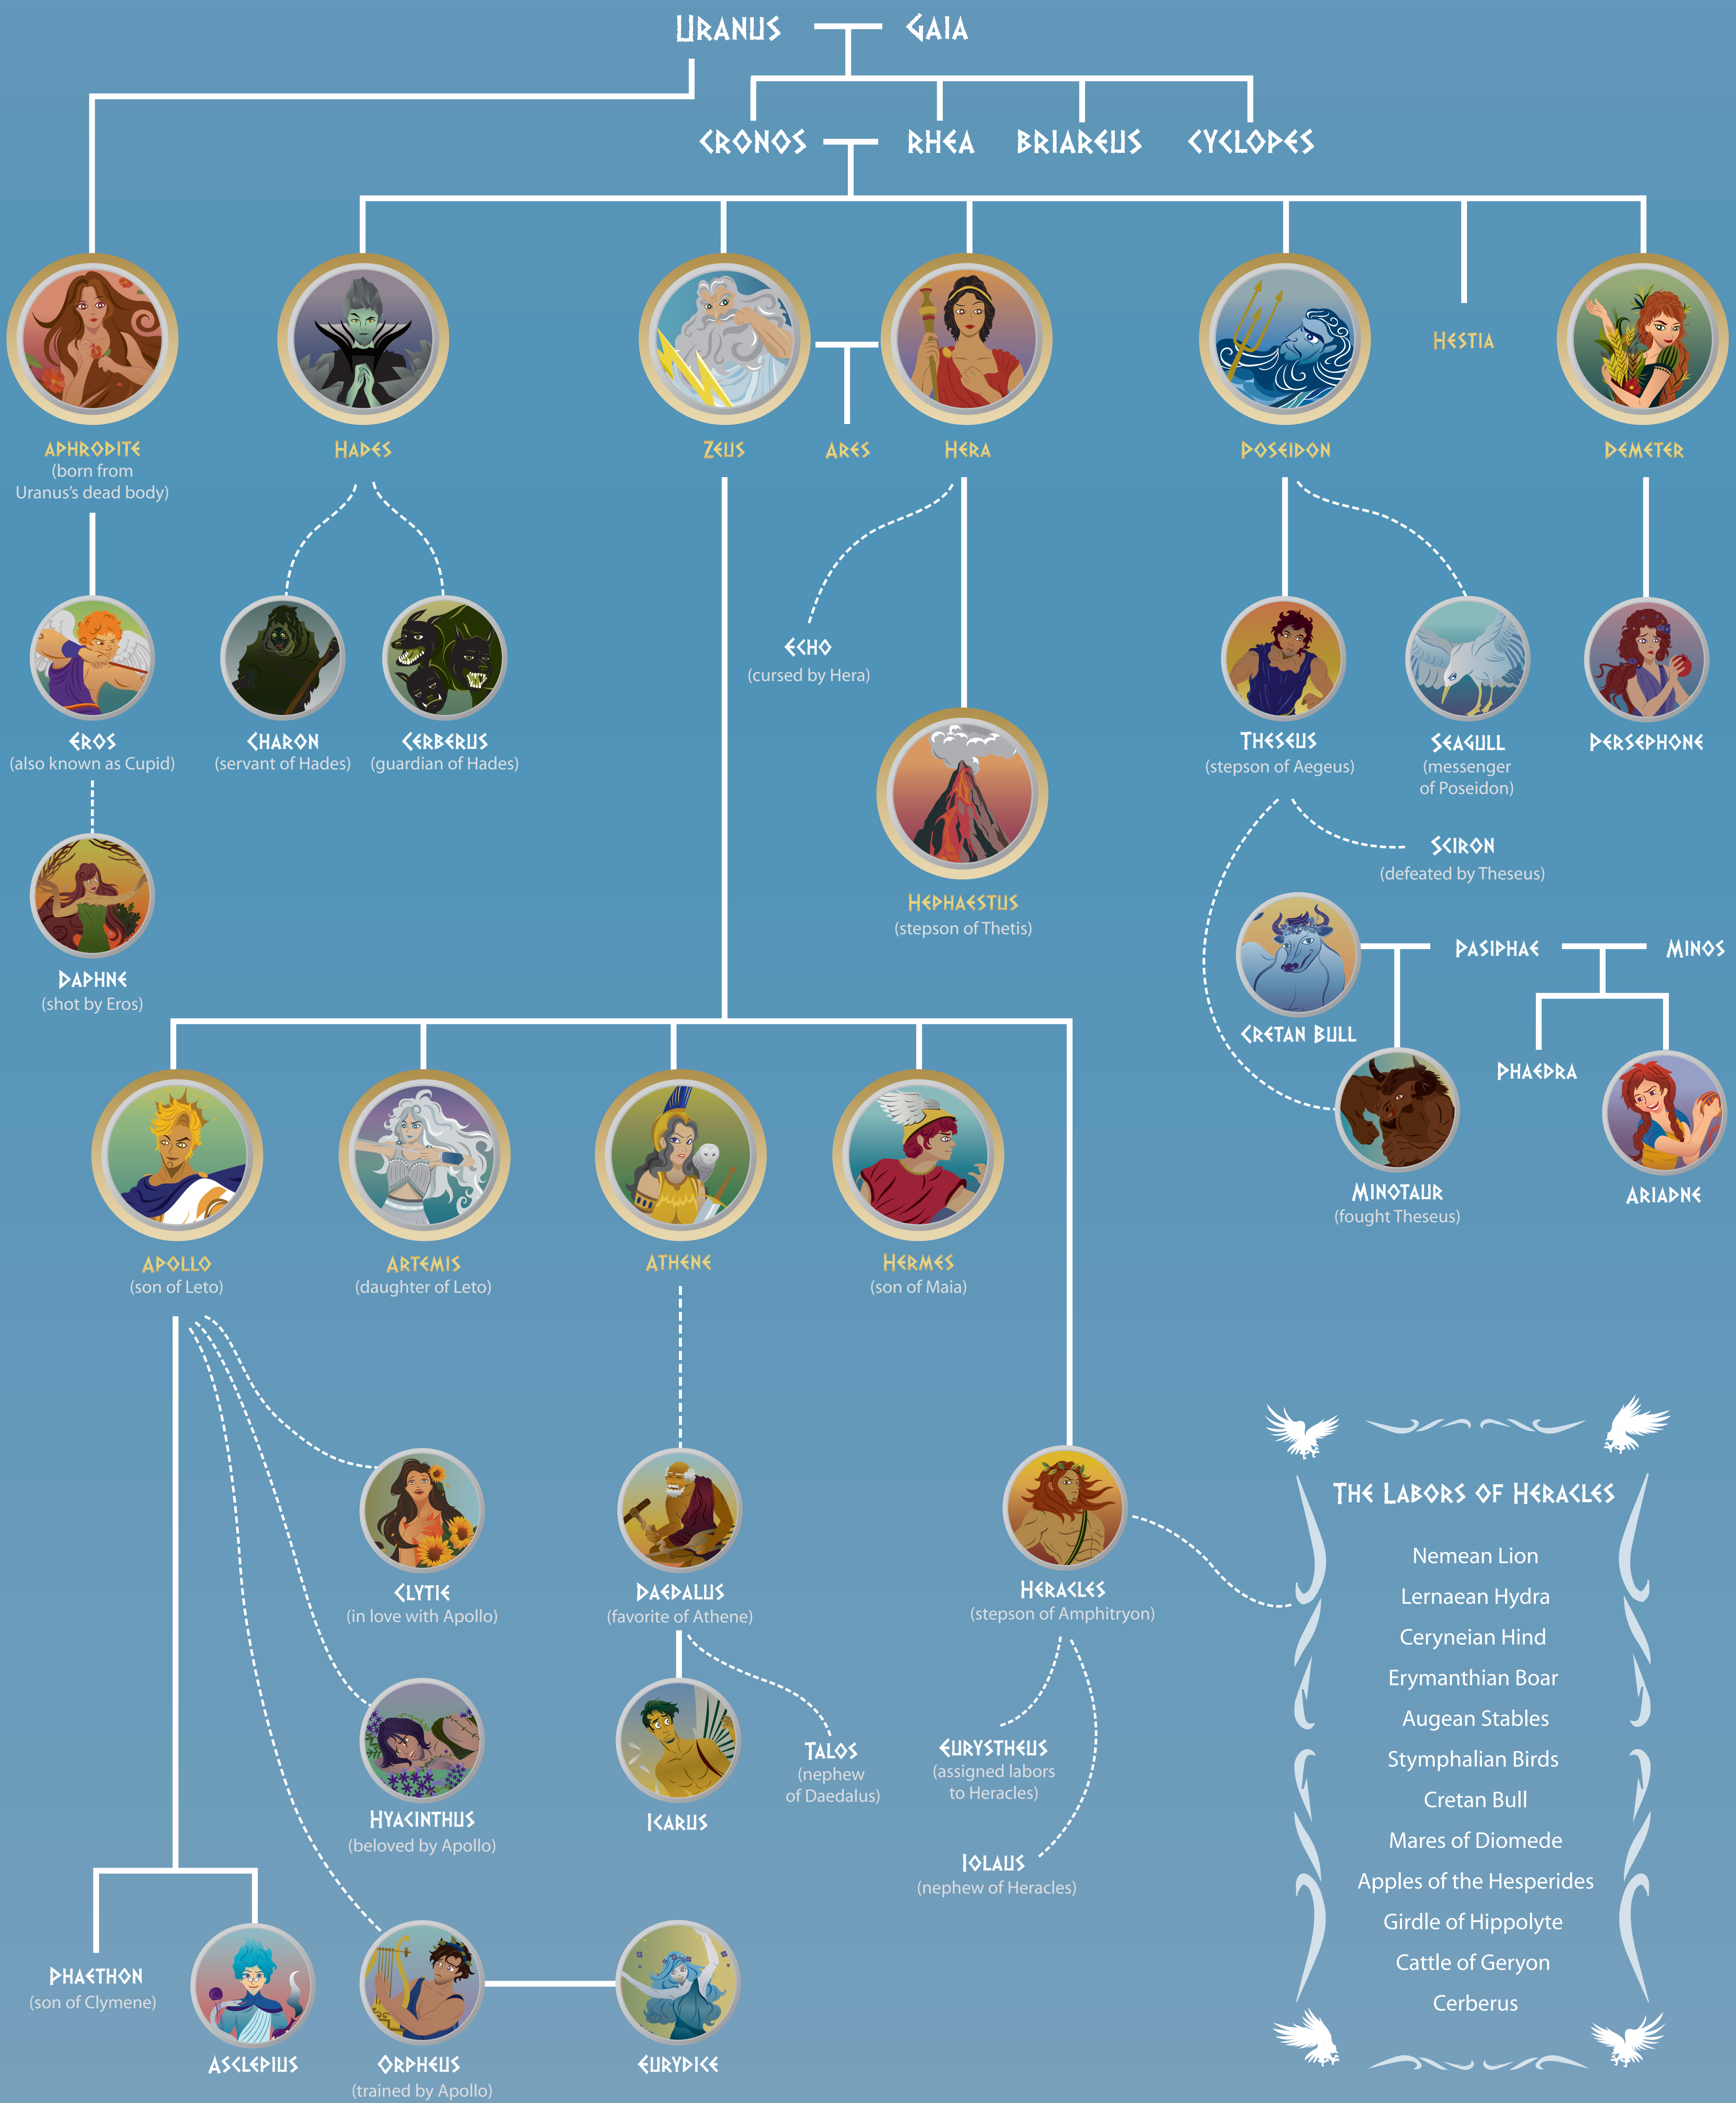 URANUS
GAIA
CRONOS
RHEA
BRIAREUS
CYCLOPES
HESTIA
APHRODITE
(born from
Uranus's dead body)
HADES
ZEUS
ARES
HERA
POSEIDON
DEMETER
ECHO
(cursed by Hera)
EROS
(also known as Cupid)
CHARON
(servant of Hades)
CERBERUS
(guardian of Hades)
THESEUS
(stepson of Aegeus)
SEAGULL
(messenger
of Poseidon)
PERSEPHONE
SCIRON
(defeated by Theseus)
HEPHAESTUS
(stepson of Thetis)
DAPHNE
(shot by Eros)
PASIPHAE
MINOS
CRETAN BULL
PHAEDRA
MINOTAUR
(fought Theseus)
ARIADNE
APOLLO
(son of Leto)
ARTEMIS
(daughter of Leto)
ATHENE
HERMES
(son of Maia)
CLYTIE
(in love with Apollo)
DAEDALUS
(favorite of Athene)
HERACLES
(stepson of Amphitryon)
HYACINTHUS
(beloved by Apollo)
ICARUS
TALOS
(nephew
of Daedalus)
EURYSTHEUS
(assigned labors
to Heracles)
IOLAUS
(nephew of Heracles)
PHAETHON
(son of Clymene)
ASCLEPIUS
ORPHEUS
(trained by Apollo)
EURYDICE
THE LABORS OF HERACLES
Nemean Lion
Lernaean Hydra
Ceryneian Hind
Erymanthian Boar
Augean Stables
Stymphalian Birds
Cretan Bull
Mares of Diomede
Apples of the Hesperides
Girdle of Hippolyte
Cattle of Geryon
Cerberus